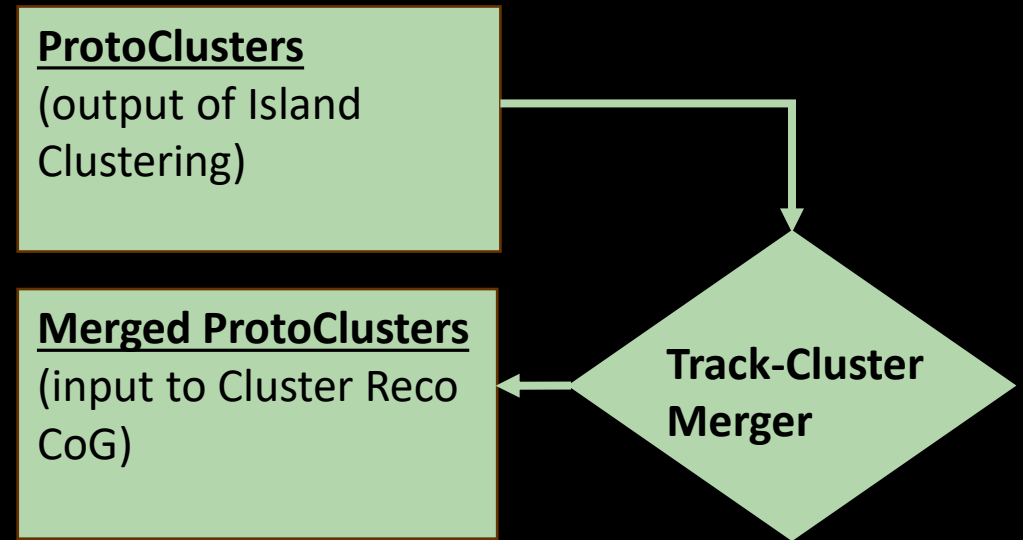 ProtoClusters
(output of Island
Clustering)
Merged ProtoClusters
(input to Cluster Reco
CoG)
Track-Cluster
Merger